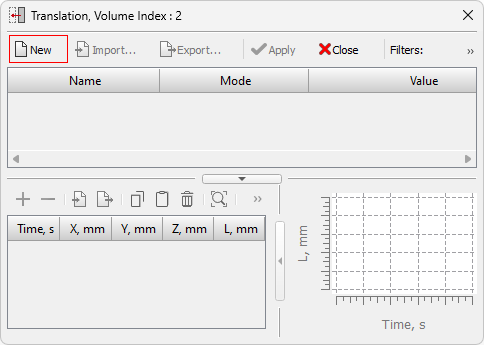 Translation, Volume Index : 2
New Import... Export... Apply Close Filters: »
Name Mode Value
»
Time, s X, mm Y, mm Z, mm L, mm
L, mm
Time, s